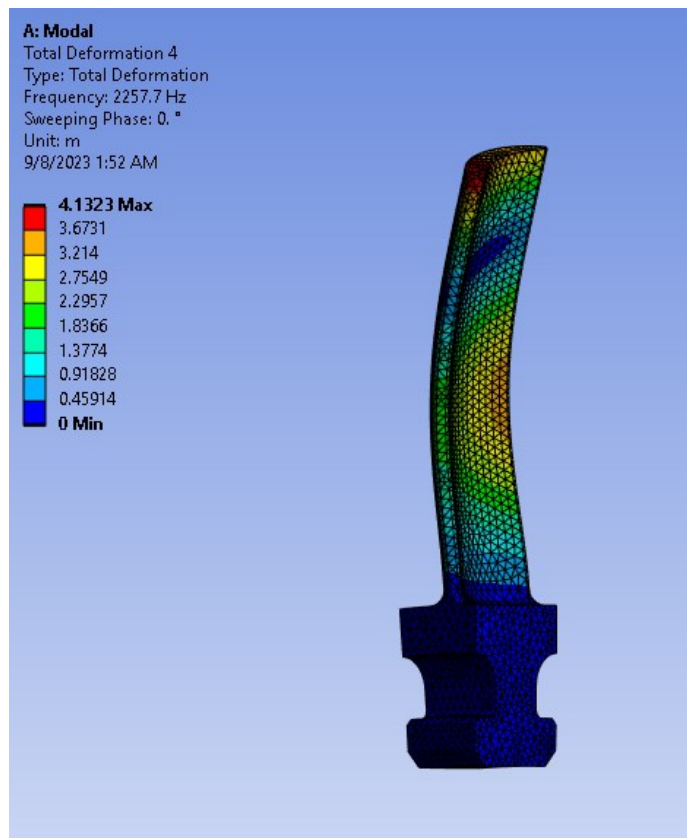 A: Modal
Total Deformation 4
Type: Total Deformation
Frequency: 2257.7 Hz
Sweeping Phase: 0. °
Unit: m
9/8/2023 1:52 AM
4.1323 Max
3.6731
3.214
2.7549
2.2957
1.8366
1.3774
0.91828
0.45914
0 Min